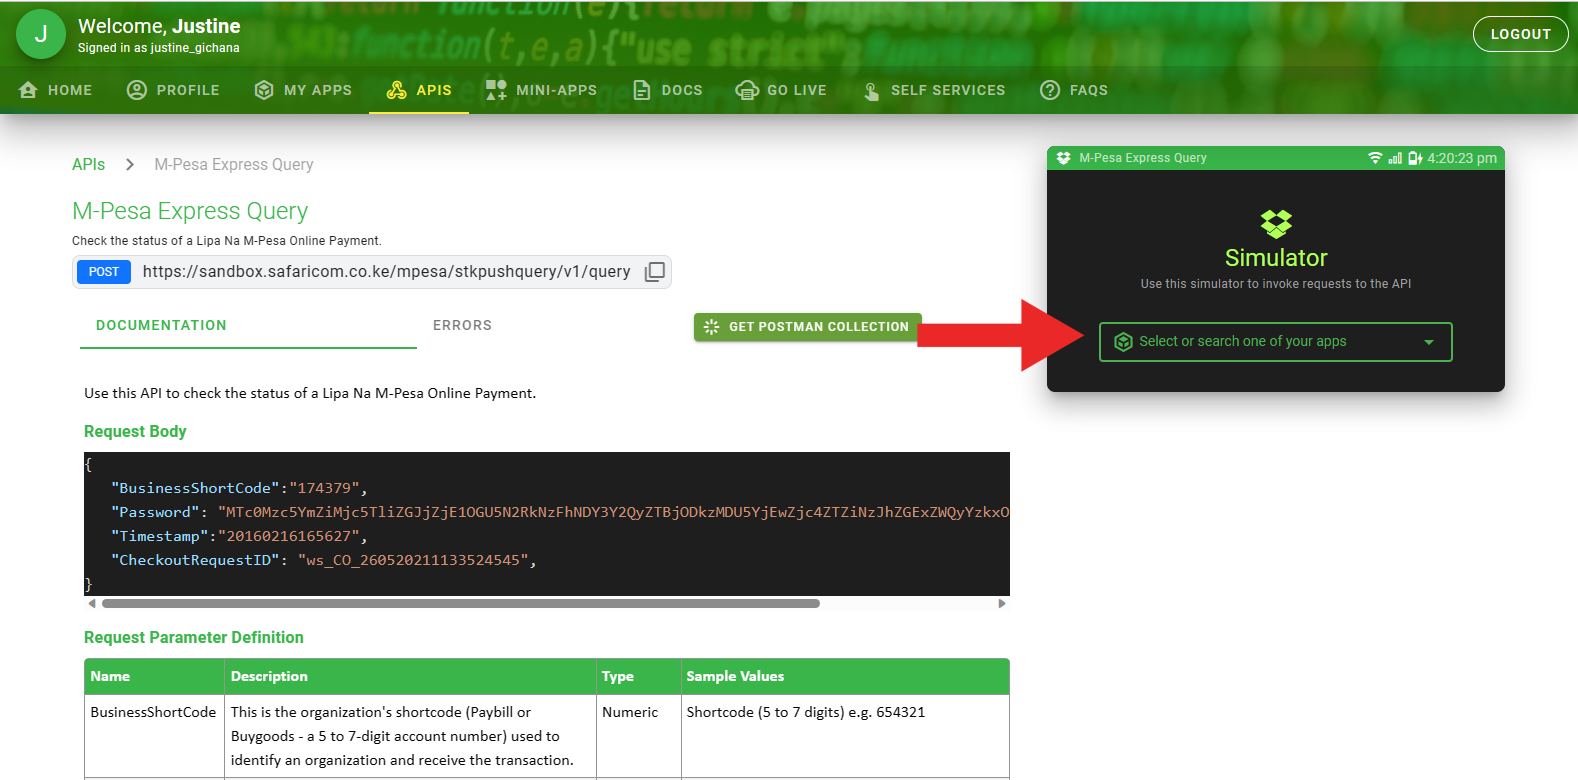 J
Welcome, Justine
Signed in as justine_gichana
LOGOUT
HOME
PROFILE
MY APPS
APIS
MINI-APPS
DOCS
GO LIVE
SELF SERVICES
FAQS
APIs > M-Pesa Express Query
M-Pesa Express Query
Check the status of a Lipa Na M-Pesa Online Payment.
POST https://sandbox.safaricom.co.ke/mpesa/stkpushquery/v1/query
DOCUMENTATION
ERRORS
GET POSTMAN COLLECTION
Use this API to check the status of a Lipa Na M-Pesa Online Payment.
Request Body
{
"BusinessShortCode":"174379",
"Password": "MTc0Mzc5YmZiMjc5TliZGJjZjE1OGU5N2RkNzFhNDY3Y2QyZTBjODkzMDU5YjEwZjc4ZTZiNzJhZGExZWQyYzkxO
"Timestamp":"20160216165627",
"CheckoutRequestID": "ws_CO_260520211133524545",
}
Request Parameter Definition
Name Description Type Sample Values
BusinessShortCode This is the organization's shortcode (Paybill or Numeric Shortcode (5 to 7 digits) e.g. 654321
Buygoods - a 5 to 7-digit account number) used to
identify an organization and receive the transaction.
M-Pesa Express Query 4:20:23 pm
Simulator
Use this simulator to invoke requests to the API
Select or search one of your apps